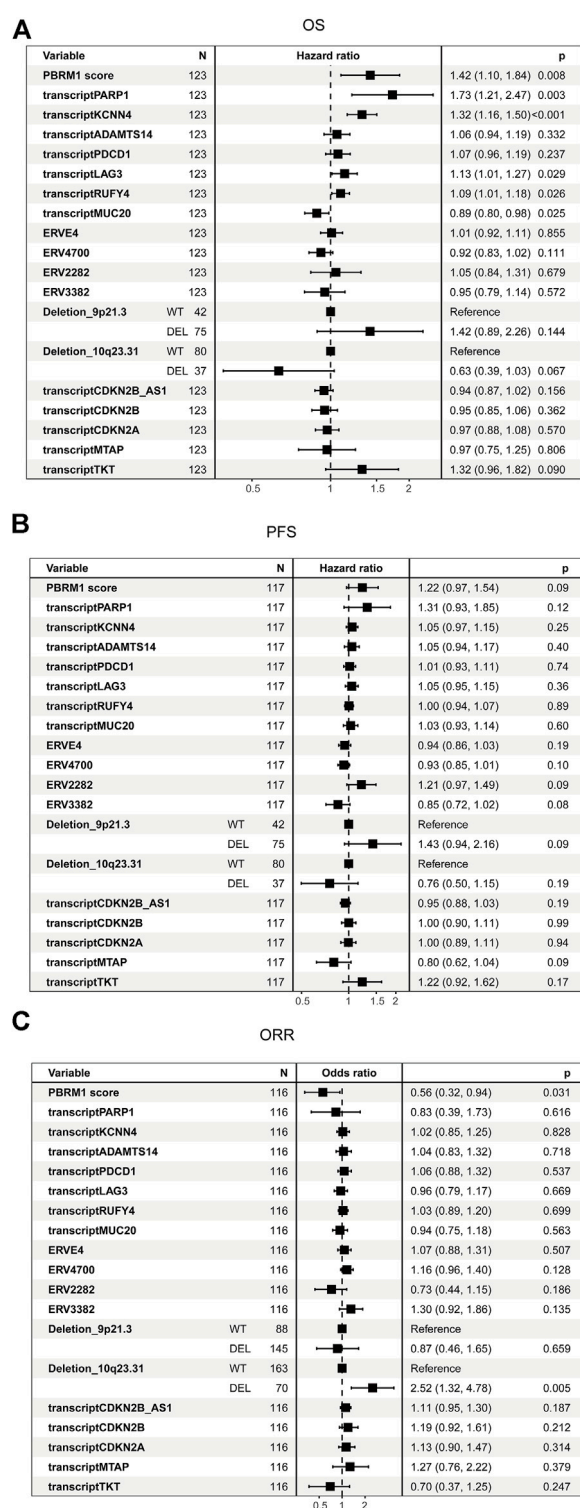 A
OS
Variable N Hazard ratio p
PBRM1 score 123 1.42 (1.10, 1.84) 0.008
transcriptPARP1 123 1.73 (1.21, 2.47) 0.003
transcriptKCNN4 123 1.32 (1.16, 1.50)<0.001
transcriptADAMTS14 123 1.06 (0.94, 1.19) 0.332
transcriptPDCD1 123 1.07 (0.96, 1.19) 0.237
transcriptLAG3 123 1.13 (1.01, 1.27) 0.029
transcriptRUFY4 123 1.09 (1.01, 1.18) 0.026
transcriptMUC20 123 0.89 (0.80, 0.98) 0.025
ERVE4 123 1.01 (0.92, 1.11) 0.855
ERV4700 123 0.92 (0.83, 1.02) 0.111
ERV2282 123 1.05 (0.84, 1.31) 0.679
ERV3382 123 0.95 (0.79, 1.14) 0.572
Deletion_9p21.3 WT 42 Reference
DEL 75 1.42 (0.89, 2.26) 0.144
Deletion_10q23.31 WT 80 Reference
DEL 37 0.63 (0.39, 1.03) 0.067
transcriptCDKN2B_AS1 123 0.94 (0.87, 1.02) 0.156
transcriptCDKN2B 123 0.95 (0.85, 1.06) 0.362
transcriptCDKN2A 123 0.97 (0.88, 1.08) 0.570
transcriptMTAP 123 0.97 (0.75, 1.25) 0.806
transcriptTKT 123 1.32 (0.96, 1.82) 0.090
0.5 1 1.5 2
B
PFS
Variable N Hazard ratio p
PBRM1 score 117 1.22 (0.97, 1.54) 0.09
transcriptPARP1 117 1.31 (0.93, 1.85) 0.12
transcriptKCNN4 117 1.05 (0.97, 1.15) 0.25
transcriptADAMTS14 117 1.05 (0.94, 1.17) 0.40
transcriptPDCD1 117 1.01 (0.93, 1.11) 0.74
transcriptLAG3 117 1.05 (0.95, 1.15) 0.36
transcriptRUFY4 117 1.00 (0.94, 1.07) 0.89
transcriptMUC20 117 1.03 (0.93, 1.14) 0.60
ERVE4 117 0.94 (0.86, 1.03) 0.19
ERV4700 117 0.93 (0.85, 1.01) 0.10
ERV2282 117 1.21 (0.97, 1.49) 0.09
ERV3382 117 0.85 (0.72, 1.02) 0.08
Deletion_9p21.3 WT 42 Reference
DEL 75 1.43 (0.94, 2.16) 0.09
Deletion_10q23.31 WT 80 Reference
DEL 37 0.76 (0.50, 1.15) 0.19
transcriptCDKN2B_AS1 117 0.95 (0.88, 1.03) 0.19
transcriptCDKN2B 117 1.00 (0.90, 1.11) 0.99
transcriptCDKN2A 117 1.00 (0.89, 1.11) 0.94
transcriptMTAP 117 0.80 (0.62, 1.04) 0.09
transcriptTKT 117 1.22 (0.92, 1.62) 0.17
0.5 1 1.5 2
C
ORR
Variable N Odds ratio p
PBRM1 score 116 0.56 (0.32, 0.94) 0.031
transcriptPARP1 116 0.83 (0.39, 1.73) 0.616
transcriptKCNN4 116 1.02 (0.85, 1.25) 0.828
transcriptADAMTS14 116 1.04 (0.83, 1.32) 0.718
transcriptPDCD1 116 1.06 (0.88, 1.32) 0.537
transcriptLAG3 116 0.96 (0.79, 1.17) 0.669
transcriptRUFY4 116 1.03 (0.89, 1.20) 0.699
transcriptMUC20 116 0.94 (0.75, 1.18) 0.563
ERVE4 116 1.07 (0.88, 1.31) 0.507
ERV4700 116 1.16 (0.96, 1.40) 0.128
ERV2282 116 0.73 (0.44, 1.15) 0.186
ERV3382 116 1.30 (0.92, 1.86) 0.135
Deletion_9p21.3 WT 88 Reference
DEL 145 0.87 (0.46, 1.65) 0.659
Deletion_10q23.31 WT 163 Reference
DEL 70 2.52 (1.32, 4.78) 0.005
transcriptCDKN2B_AS1 116 1.11 (0.95, 1.30) 0.187
transcriptCDKN2B 116 1.19 (0.92, 1.61) 0.212
transcriptCDKN2A 116 1.13 (0.90, 1.47) 0.314
transcriptMTAP 116 1.27 (0.76, 2.22) 0.379
transcriptTKT 116 0.70 (0.37, 1.25) 0.247
0.5 1 2